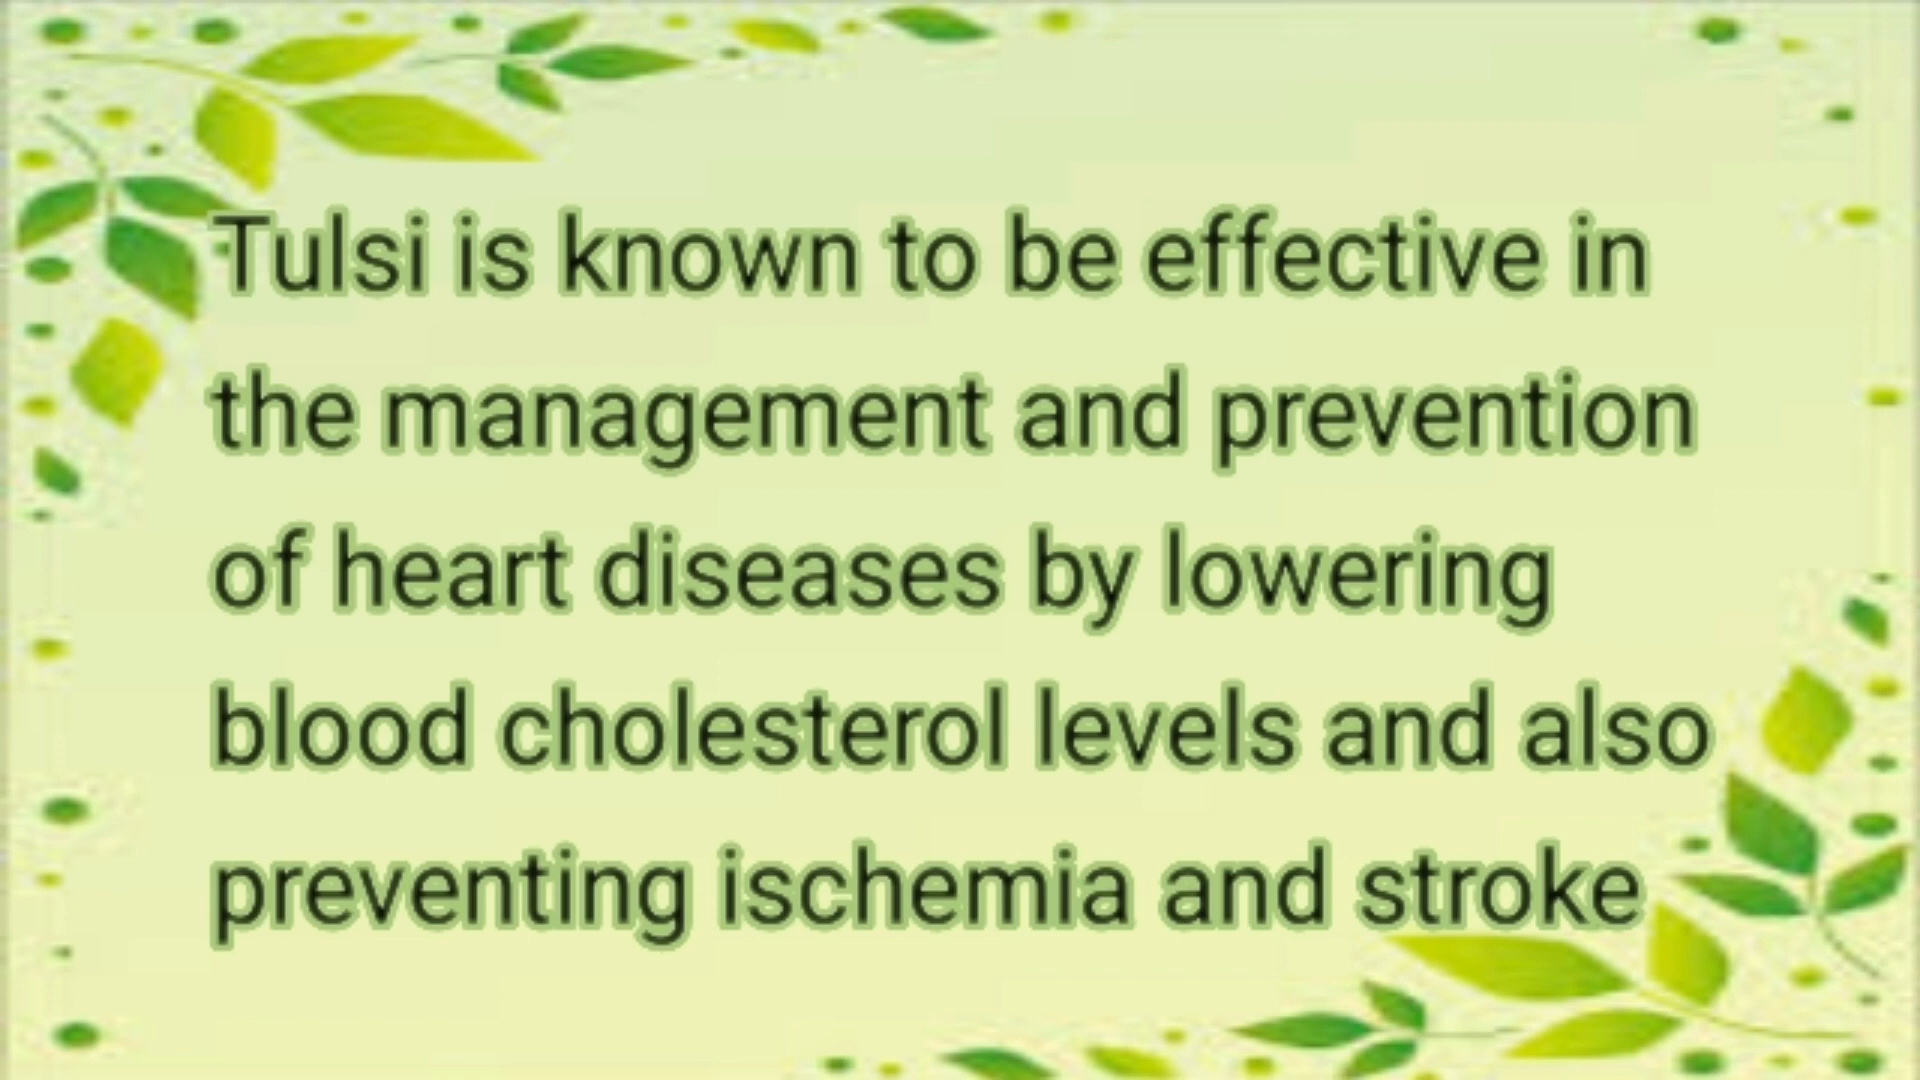 Tulsi is known to be effective in
the management and prevention
of heart diseases by lowering
blood cholesterol levels and also
preventing ischemia and stroke